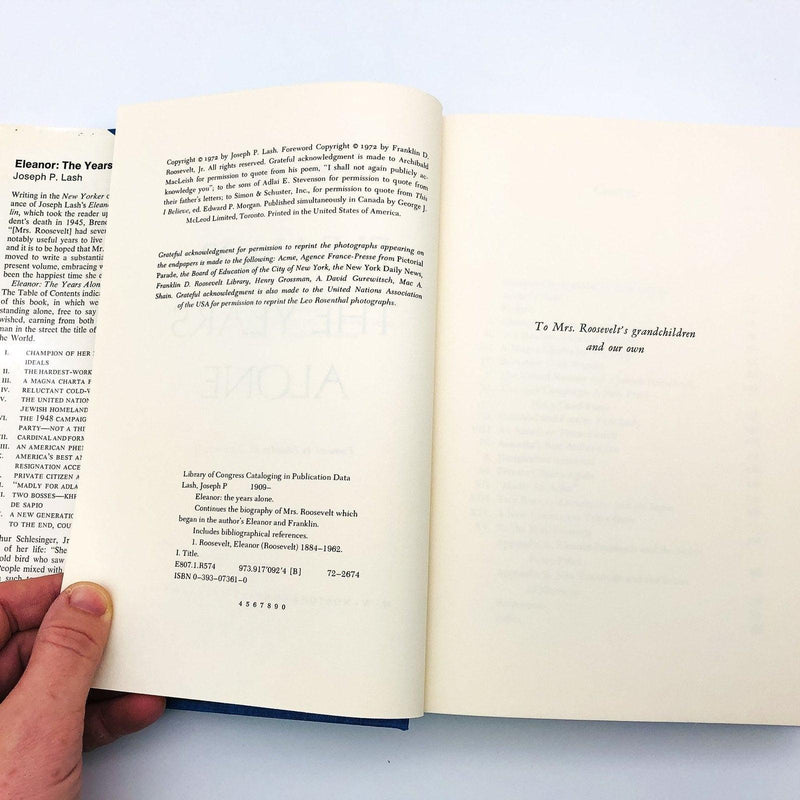 Eleanor: The Years
Joseph P. Lash
Writing in the New Yorker
ance of Joseph Lash's Elean
lin, which took the reader up
dent's death in 1945, Bren
"[Mrs. Roosevelt] had seve
notably useful years to live
and it is to be hoped that Mr.
moved to write a substantia
present volume, embracing
been the happiest time she
Eleanor: The Years Alon
The Table of Contents indic
of this book, in which we
standing alone, free to say
wished, earning from both
man in the street the title of
the World.
I. CHAMPION OF HER
IDEALS
II. THE HARDEST-WORK
III. A MAGNA CHARTA F
IV. RELUCTANT COLD-
V. THE UNITED NATION
JEWISH HOMELAND
VI. THE 1948 CAMPAIG
PARTY—NOT A THI
CARDINAL AND FORM
AN AMERICAN PHE
AMERICA'S BEST A
RESIGNATION ACCE
PRIVATE CITIZEN A
"MADLY FOR ADLA
TWO BOSSES—KHR
DE SAPIO
A NEW GENERATIO
TO THE END, COU
hur Schlesinger, Jr
of her life: "She
old bird who saw
People mixed with
such
Copyright © 1972 by Joseph P. Lash. Foreword Copyright © 1972 by Franklin D.
Roosevelt, Jr. All rights reserved. Grateful acknowledgment is made to Archibald
MacLeish for permission to quote from his poem, "I shall not again publicly ac-
knowledge you", to the sons of Adlai E. Stevenson for permission to quote from
their father's letters; to Simon & Schuster, Inc., for permission to quote from This
I Believe, ed. Edward P. Morgan. Published simultaneously in Canada by George J.
McLeod Limited, Toronto. Printed in the United States of America.
Grateful acknowledgment for permission to reprint the photographs appearing on
the endpapers is made to the following: Acme, Agence France-Presse from Pictorial
Parade, the Board of Education of the City of New York, the New York Daily News,
Franklin D. Roosevelt Library, Henry Grossman, A. David Gurewitsch, Mac A.
Shain. Grateful acknowledgment is also made to the United Nations Association
of the USA for permission to reprint the Leo Rosenthal photographs.
THE YEARS
ALONE
Library of Congress Cataloging in Publication Data
Lash, Joseph P 1909–
Eleanor: the years alone.
Continues the biography of Mrs. Roosevelt which
began in the author's Eleanor and Franklin.
Includes bibliographical references.
1. Roosevelt, Eleanor (Roosevelt) 1884–1962.
I. Title.
E807.1.R574 973.917'092'4 [B] 72-2674
ISBN 0-393-07361-0
4 5 6 7 8 9 0
To Mrs. Roosevelt's grandchildren
and our own